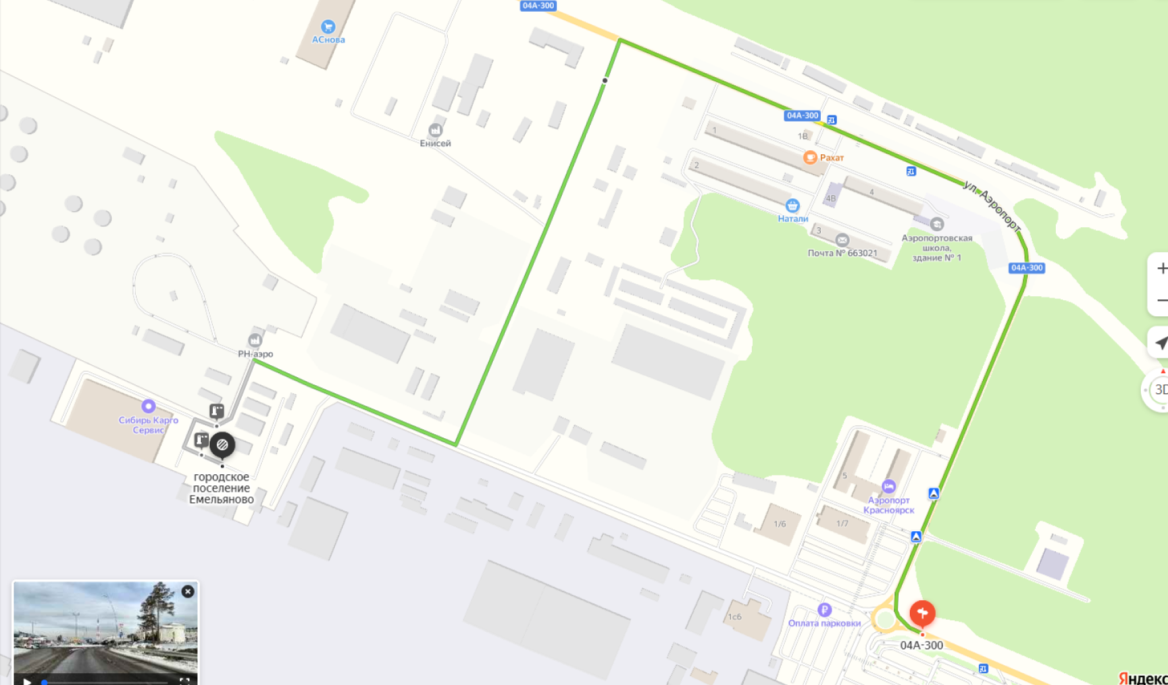 04А-300
АСнова
Енисей
04А-300
1
1В
Рахат
2
4
4В
Натали
3
Почта № 663021
ул. Аэропорт
Аэропортовская
школа,
здание № 1
04А-300
РН-аэро
Сибирь Карго
Сервис
городское
поселение
Емельяново
5
Аэропорт
Красноярск
1/6
1/7
1с6
Оплата парковки
04А-300
3D
Яндекс